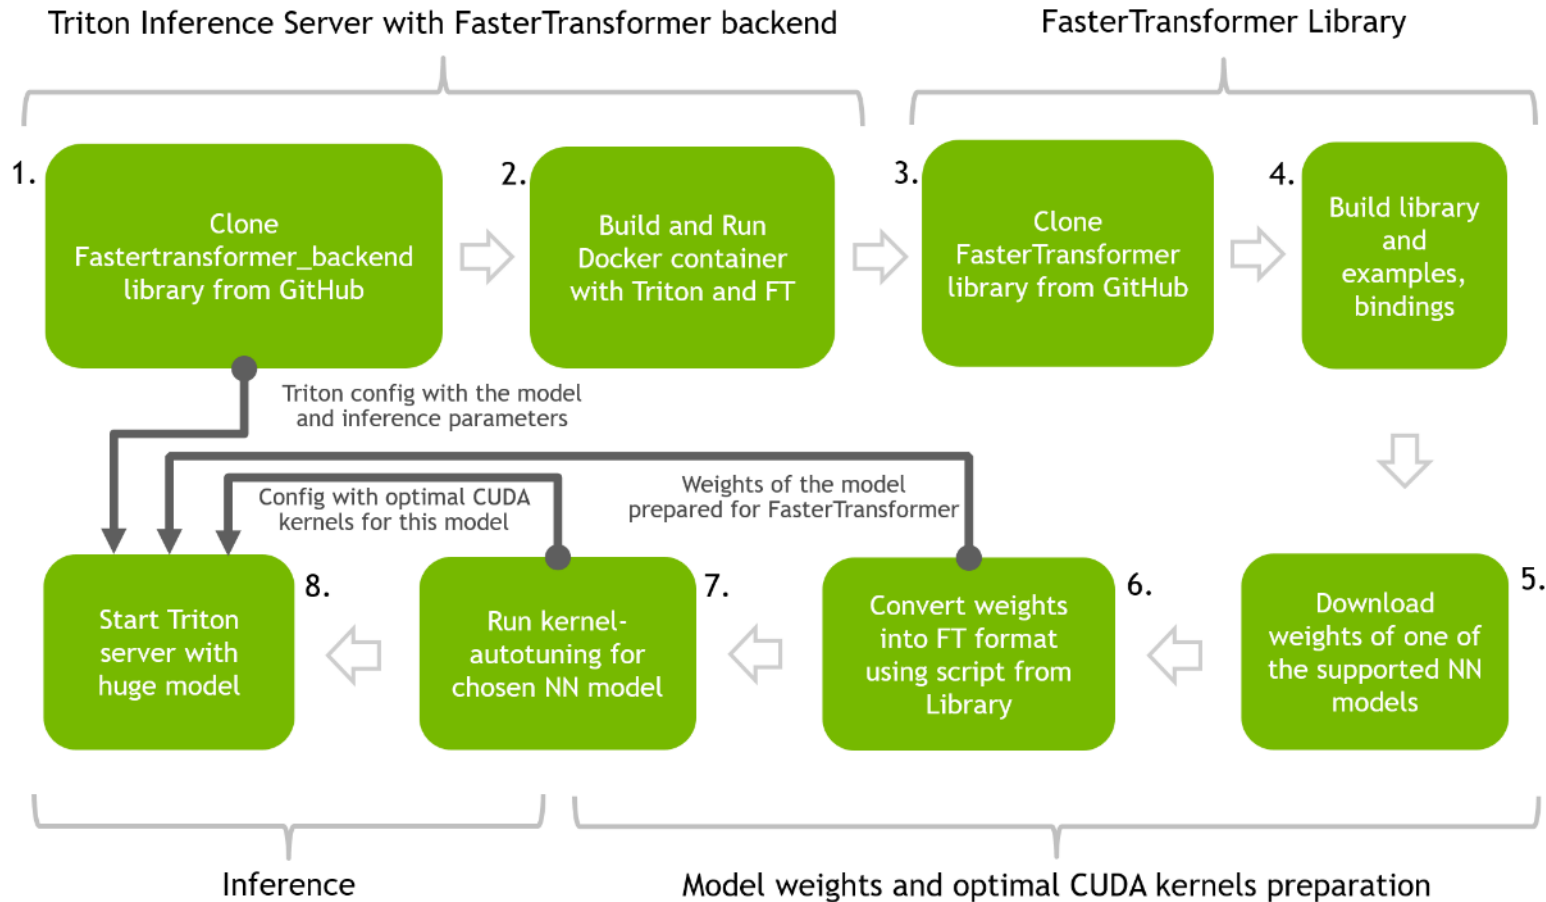 Triton Inference Server with FasterTransformer backend
FasterTransformer Library
1.
Clone
Fastertransformer_backend
library from GitHub
2.
Build and Run
Docker container
with Triton and FT
3.
Clone
FasterTransformer
library from GitHub
4.
Build library
and
examples,
bindings
Triton config with the model
and inference parameters
Config with optimal CUDA
kernels for this model
Weights of the model
prepared for FasterTransformer
5.
Download
weights of one of
the supported NN
models
6.
Convert weights
into FT format
using script from
Library
7.
Run kernel-
autotuning for
chosen NN model
8.
Start Triton
server with
huge model
Inference
Model weights and optimal CUDA kernels preparation